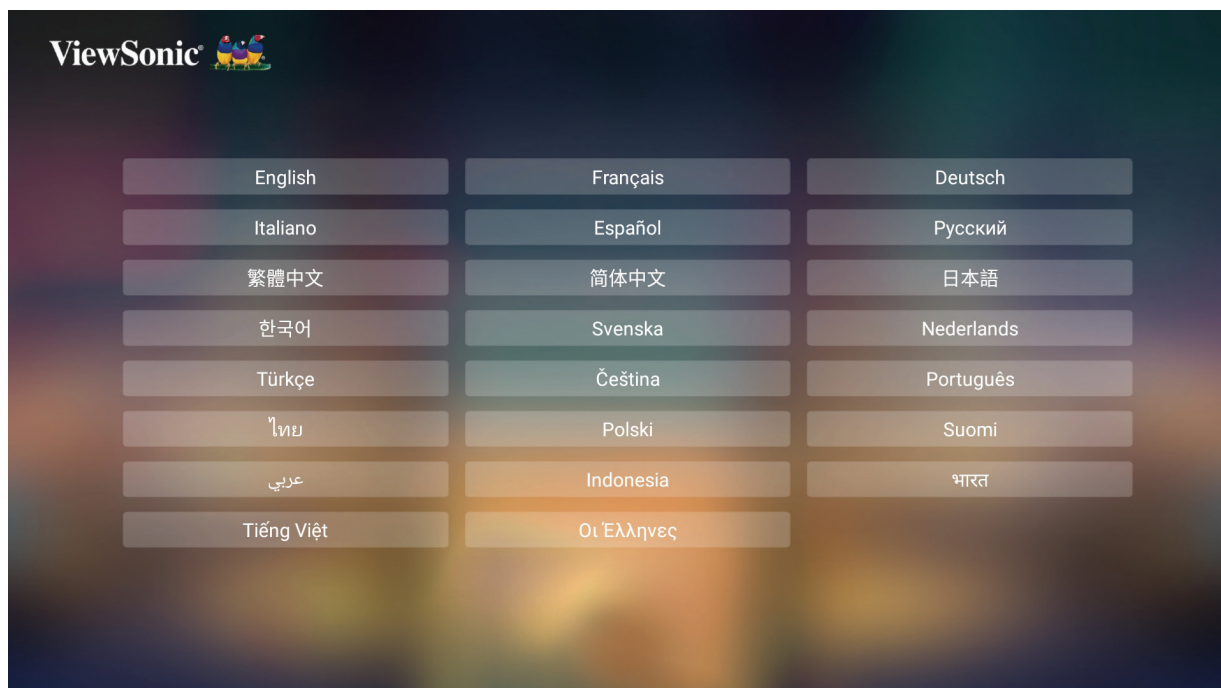 ViewSonic®
English Français Deutsch
Italiano Español Русский
繁體中文 简体中文 日本語
한국어 Svenska Nederlands
Türkçe Čeština Português
ไทย Polski Suomi
عربي Indonesia भारत
Tiếng Việt Οι Έλληνες